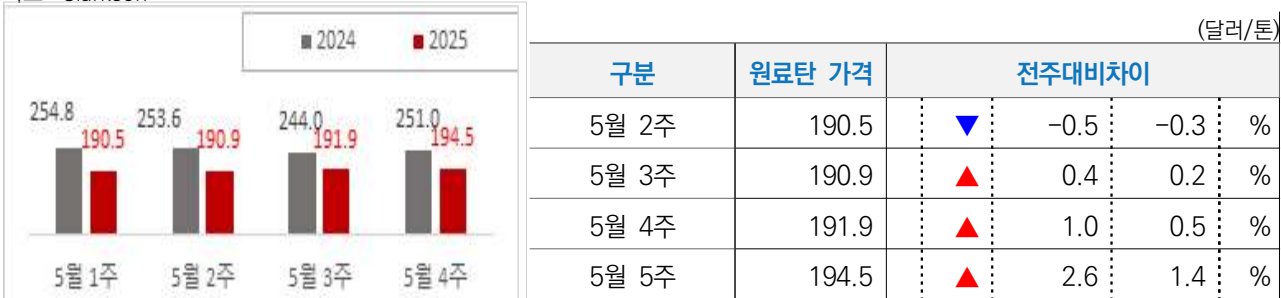 2024 2025
254.8 190.5 253.6 190.9 244.0 191.9 251.0 194.5
5월 1주 5월 2주 5월 3주 5월 4주
(달러/톤)
구분 원료탄 가격 전주대비차이
5월 2주 190.5 ▼ -0.5 -0.3 %
5월 3주 190.9 ▲ 0.4 0.2 %
5월 4주 191.9 ▲ 1.0 0.5 %
5월 5주 194.5 ▲ 2.6 1.4 %